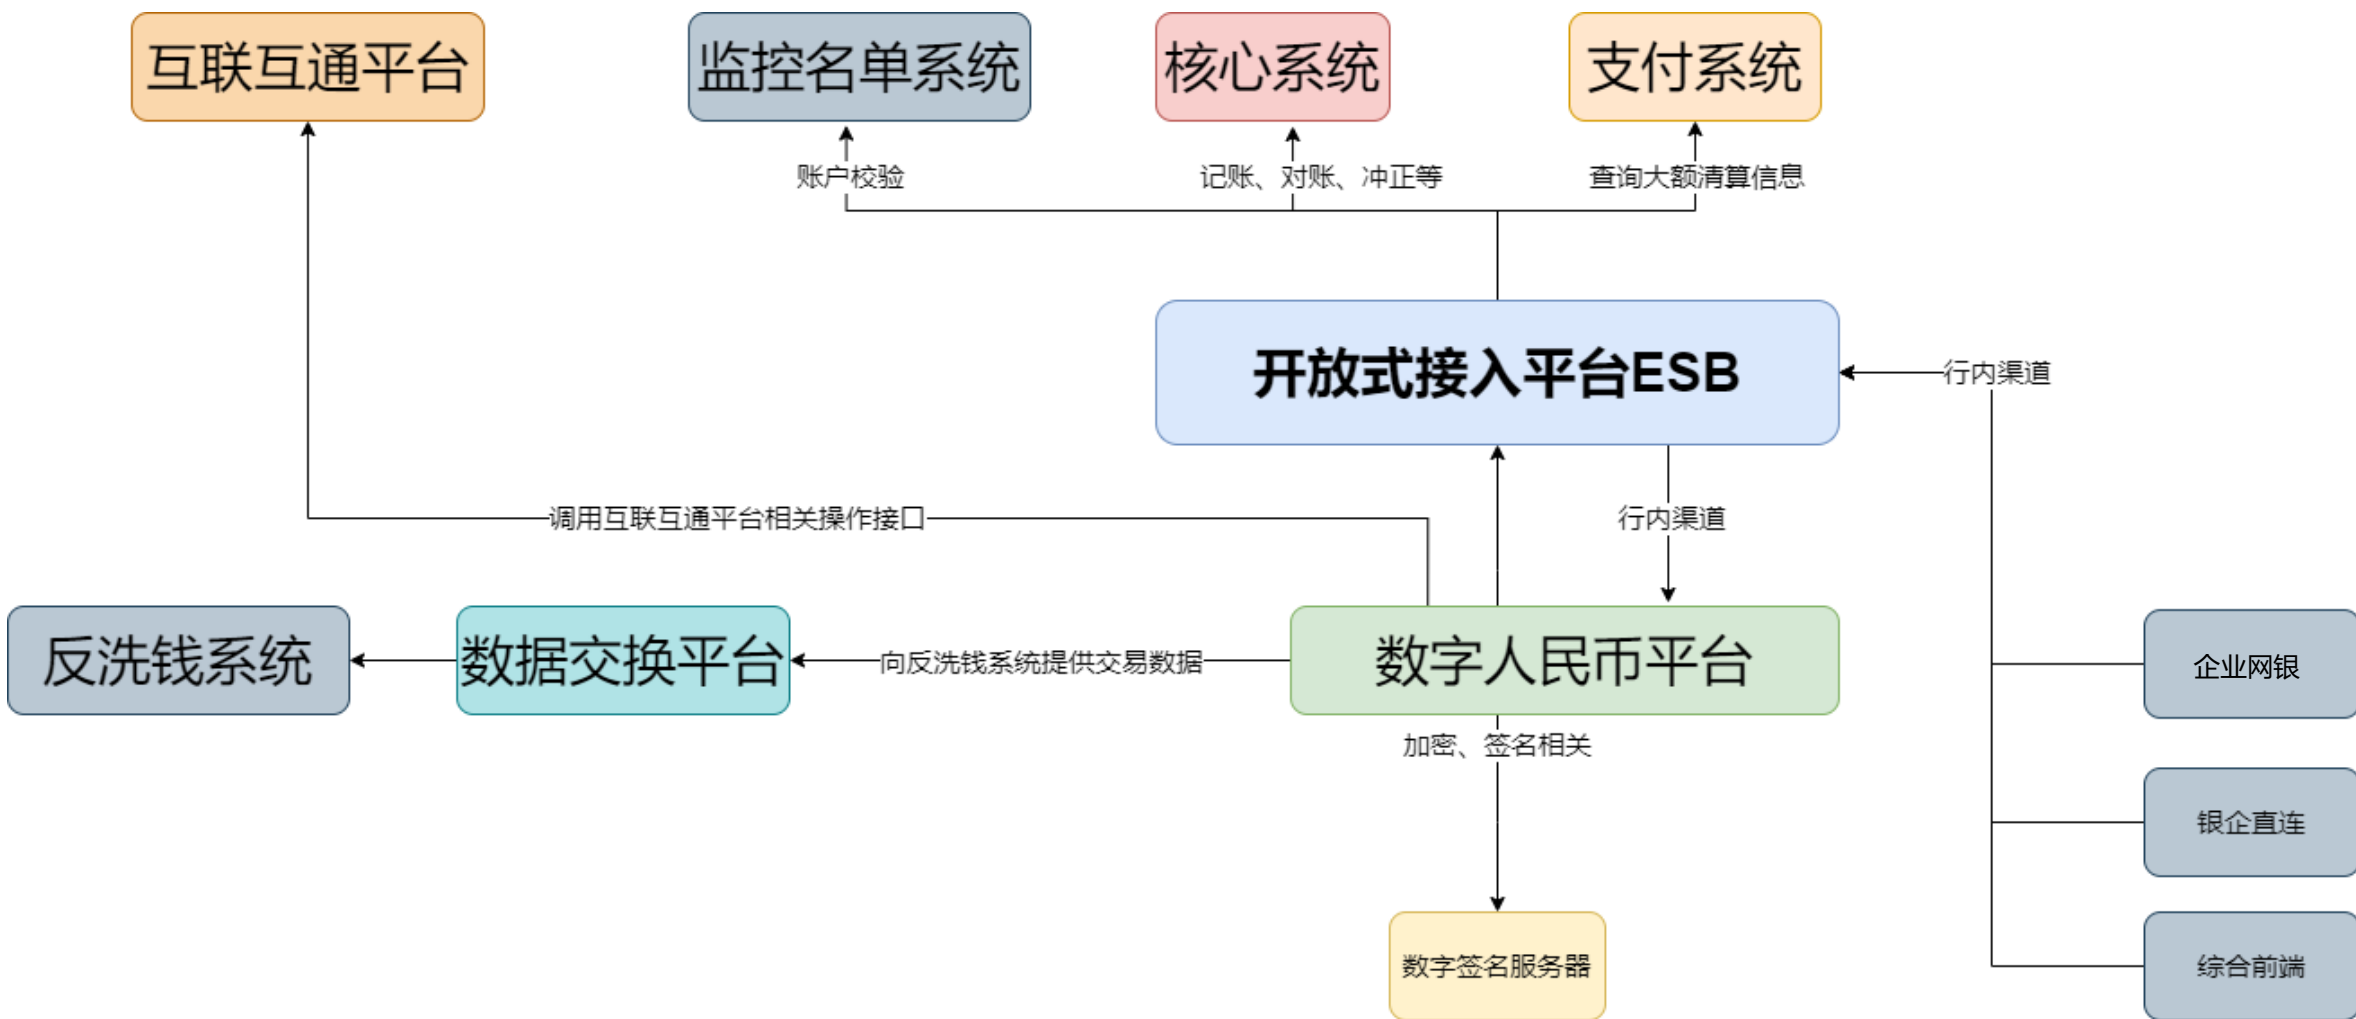 互联互通平台
监控名单系统
核心系统
支付系统
账户校验
记账、对账、冲正等
查询大额清算信息
开放式接入平台ESB
行内渠道
调用互联互通平台相关操作接口
行内渠道
反洗钱系统
数据交换平台
向反洗钱系统提供交易数据
数字人民币平台
企业网银
加密、签名相关
银企直连
数字签名服务器
综合前端